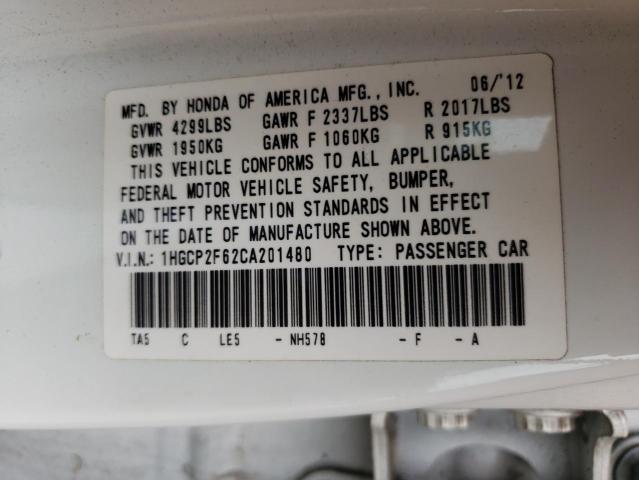 MFD. BY HONDA OF AMERICA MFG., INC. 06/'12
GVWR 4299LBS GAWR F 2337LBS R 2017LBS
GVWR 1950KG GAWR F 1060KG R 915KG
THIS VEHICLE CONFORMS TO ALL APPLICABLE
FEDERAL MOTOR VEHICLE SAFETY, BUMPER,
AND THEFT PREVENTION STANDARDS IN EFFECT
ON THE DATE OF MANUFACTURE SHOWN ABOVE.
V.I.N.: 1HGCP2F62CA201480 TYPE: PASSENGER CAR
TA5 C LE5 - NH578 - F - A